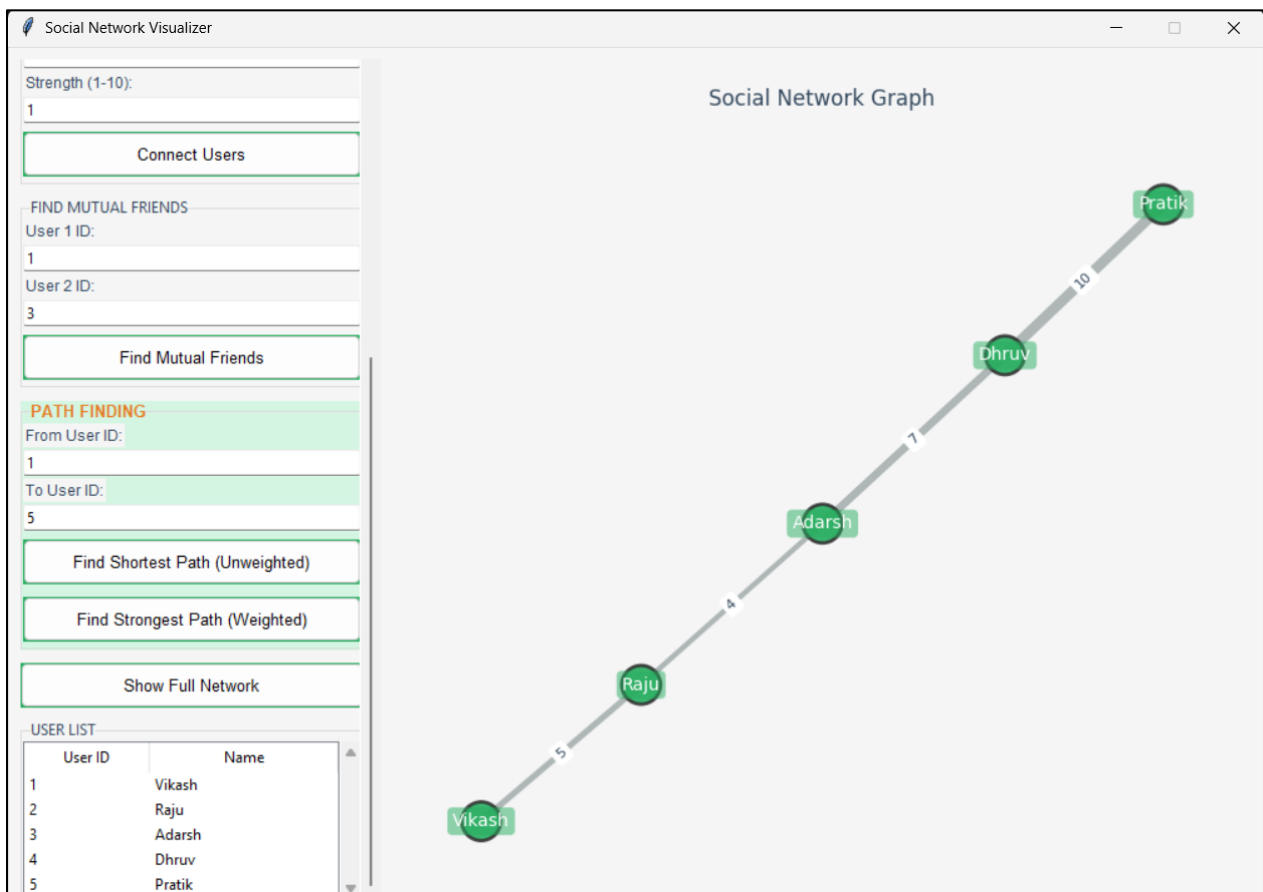 Social Network Visualizer
Strength (1-10):
1
Connect Users
FIND MUTUAL FRIENDS
User 1 ID:
1
User 2 ID:
3
Find Mutual Friends
PATH FINDING
From User ID:
1
To User ID:
5
Find Shortest Path (Unweighted)
Find Strongest Path (Weighted)
Show Full Network
USER LIST
User ID Name
1 Vikash
2 Raju
3 Adarsh
4 Dhruv
5 Pratik
Social Network Graph
Pratik
10
Dhruv
7
Adarsh
4
Raju
5
Vikash